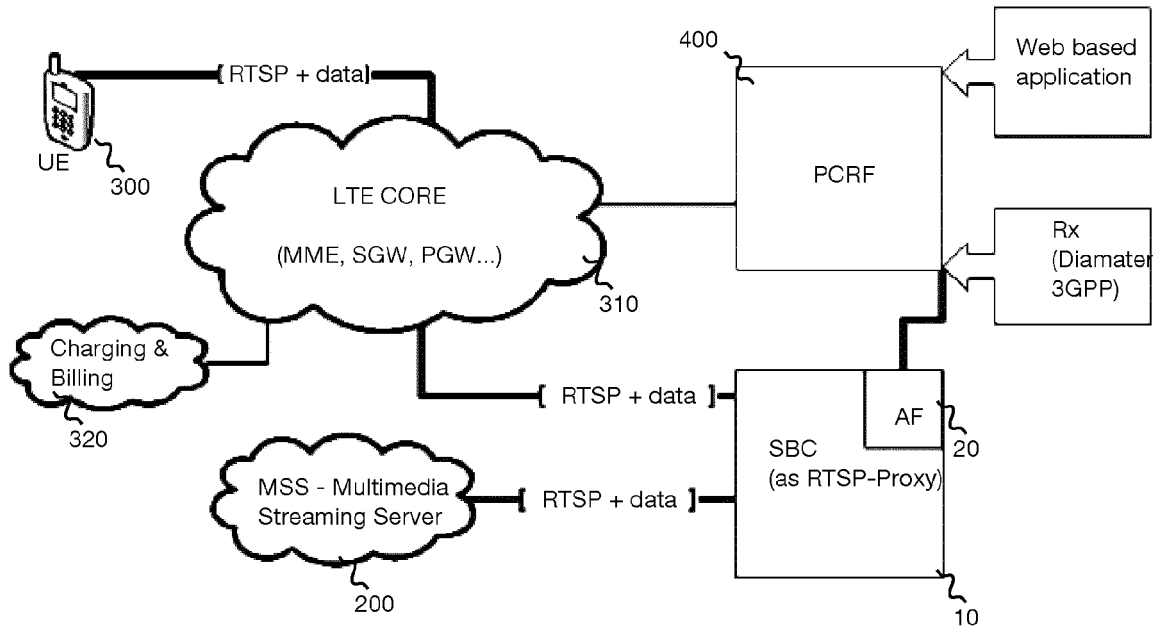 400
Web based
application
[ RTSP + data]
UE
300
PCRF
LTE CORE
(MME, SGW, PGW...)
310
Rx
(Diamater
3GPP)
Charging &
Billing
320
[ RTSP + data ]
AF
20
SBC
(as RTSP-Proxy)
MSS - Multimedia
Streaming Server
[ RTSP + data ]
200
10